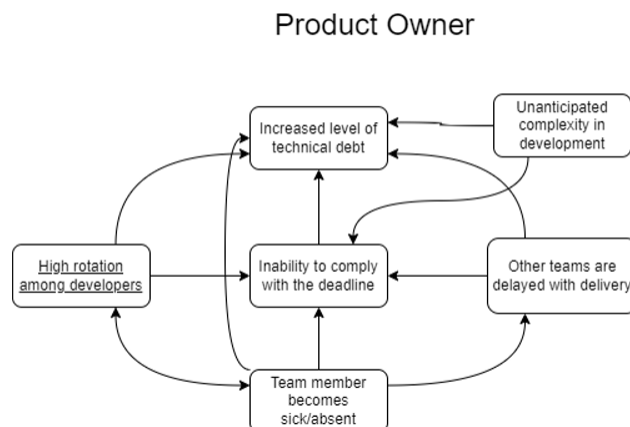 Product Owner
Unanticipated
complexity in
development
Increased level of
technical debt
High rotation
among developers
Inability to comply
with the deadline
Other teams are
delayed with delivery
Team member
becomes
sick/absent